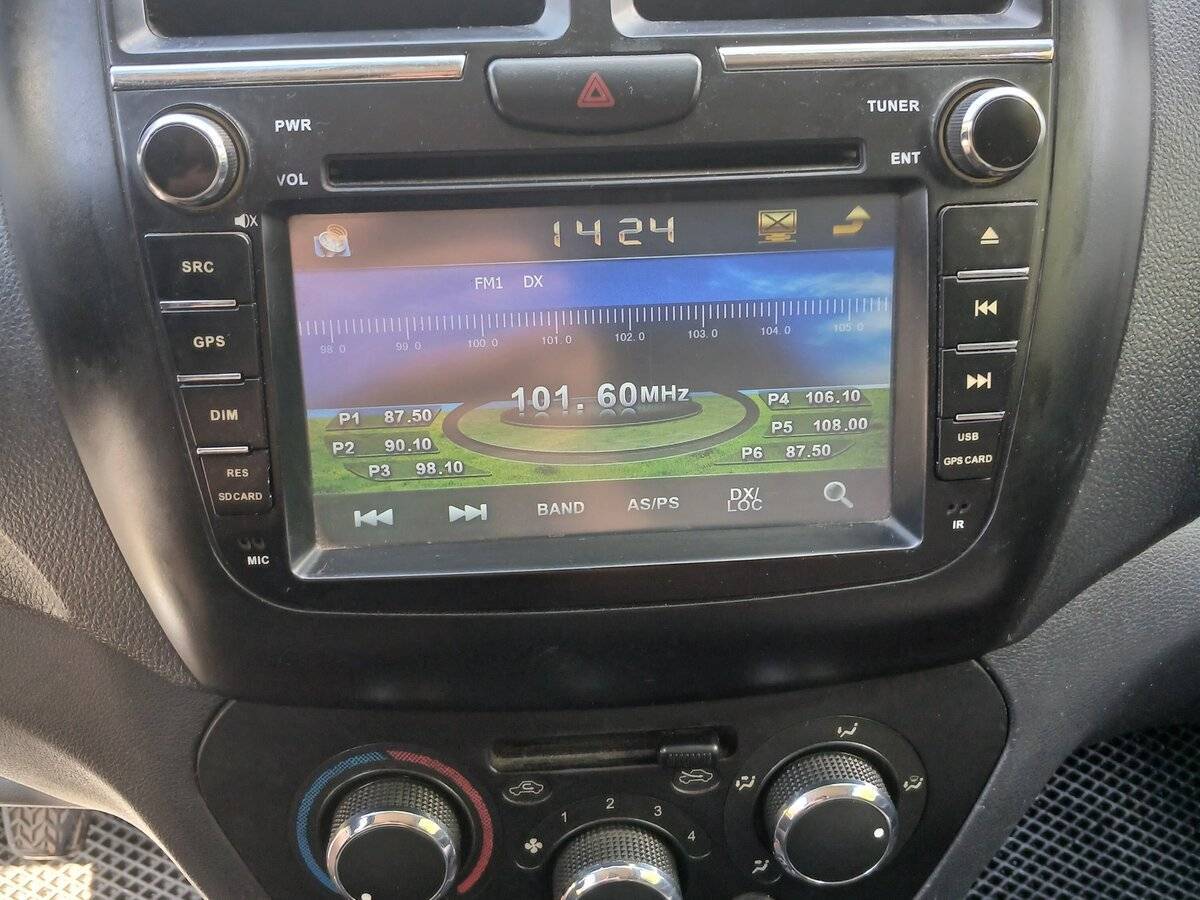 PWR
TUNER
VOL
ENT
14 24
SRC
FM1 DX
GPS
98.0 99.0 100.0 101.0 102.0 103.0 104.0 105.0
101.60MHz
DIM
P1 87.50
P4 106.10
P2 90.10
P5 108.00
P3 98.10
P6 87.50
USB
GPS CARD
RES
SD CARD
BAND AS/PS DX/
LOC
MIC
IR
1 2 3 4